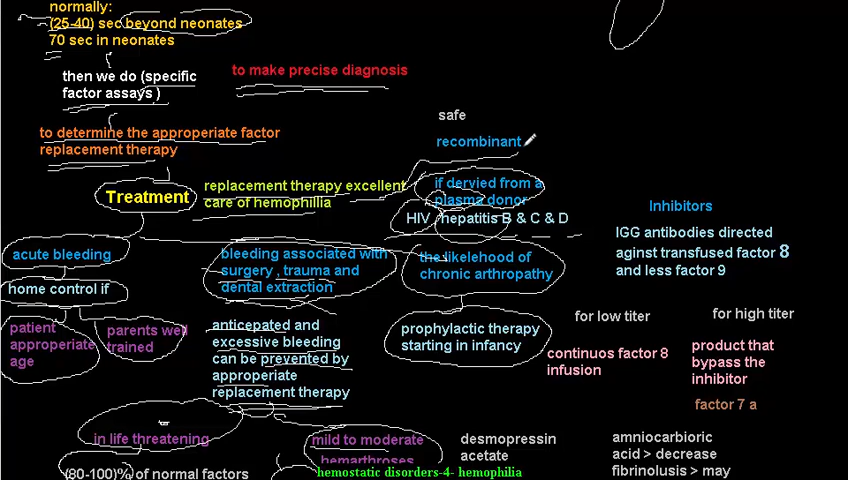 normally:
(25-40) sec beyond neonates
70 sec in neonates
then we do (specific
factor assays )
to make precise diagnosis
to determine the approperiate factor
replacement therapy
safe
recombinant
Treatment
replacement therapy excellent
care of hemophillia
if dervied from a
plasma donor
HIV , hepatitis B & C & D
Inhibitors
IGG antibodies directed
aginst transfused factor 8
and less factor 9
acute bleeding
bleeding associated with
surgery , trauma and
dental extraction
the likelehood of
chronic arthropathy
home control if
patient
approperiate
age
parents well
trained
anticepated and
excessive bleeding
can be prevented by
approperiate
replacement therapy
prophylactic therapy
starting in infancy
for low titer
for high titer
continuos factor 8
infusion
product that
bypass the
inhibitor
factor 7 a
in life threatening
mild to moderate
hemarthroses
desmopressin
acetate
amniocarbioric
acid > decrease
fibrinolusis > may
(80-100)% of normal factors
hemostatic disorders-4- hemophilia